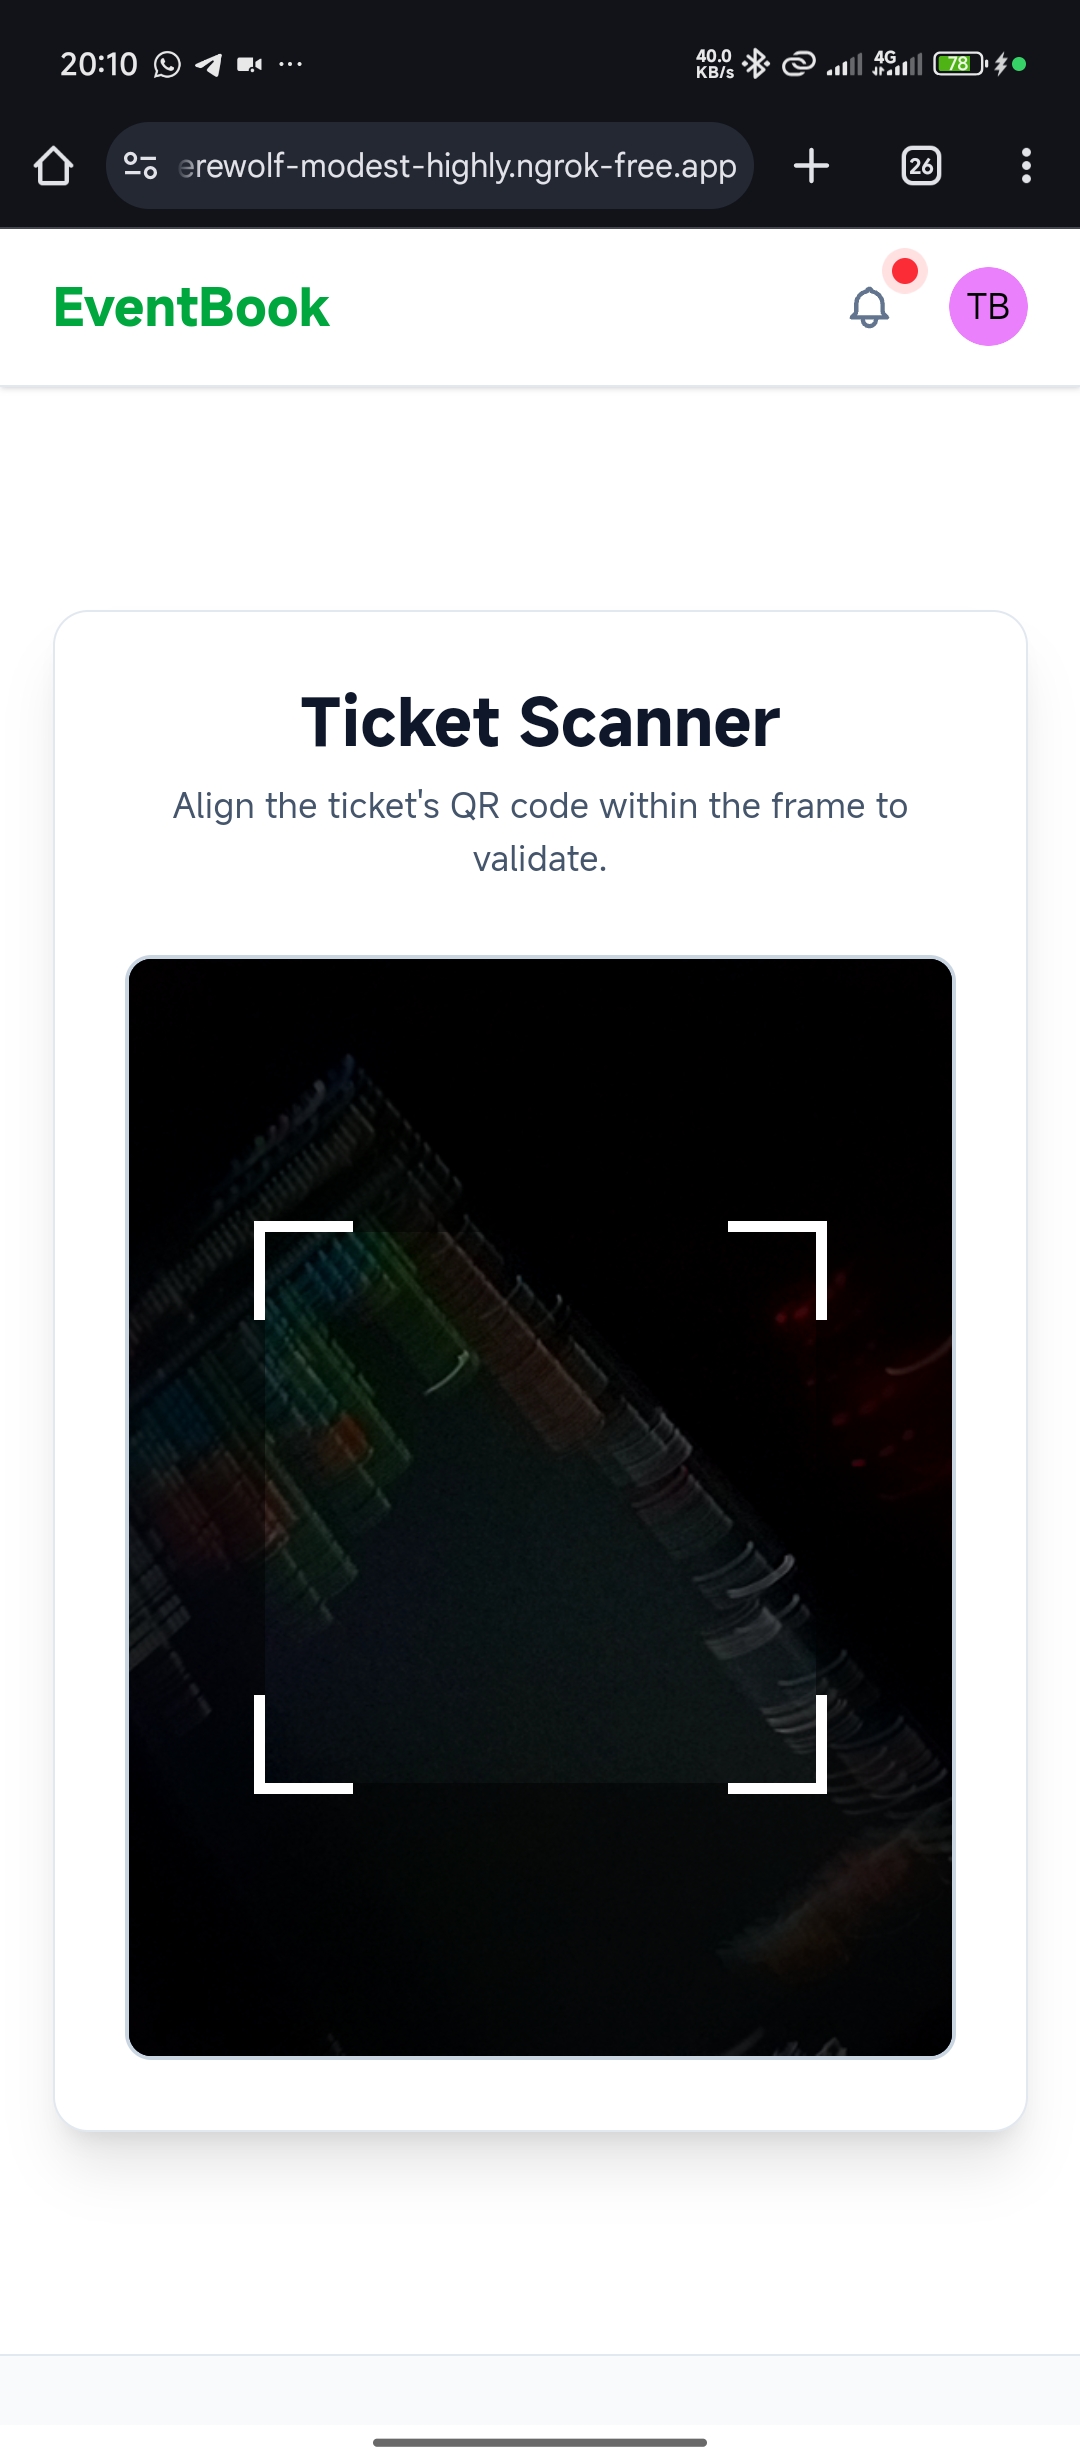 20:10
40.0
KB/s
4G
78
erewolf-modest-highly.ngrok-free.app
26
EventBook
TB
Ticket Scanner
Align the ticket's QR code within the frame to
validate.